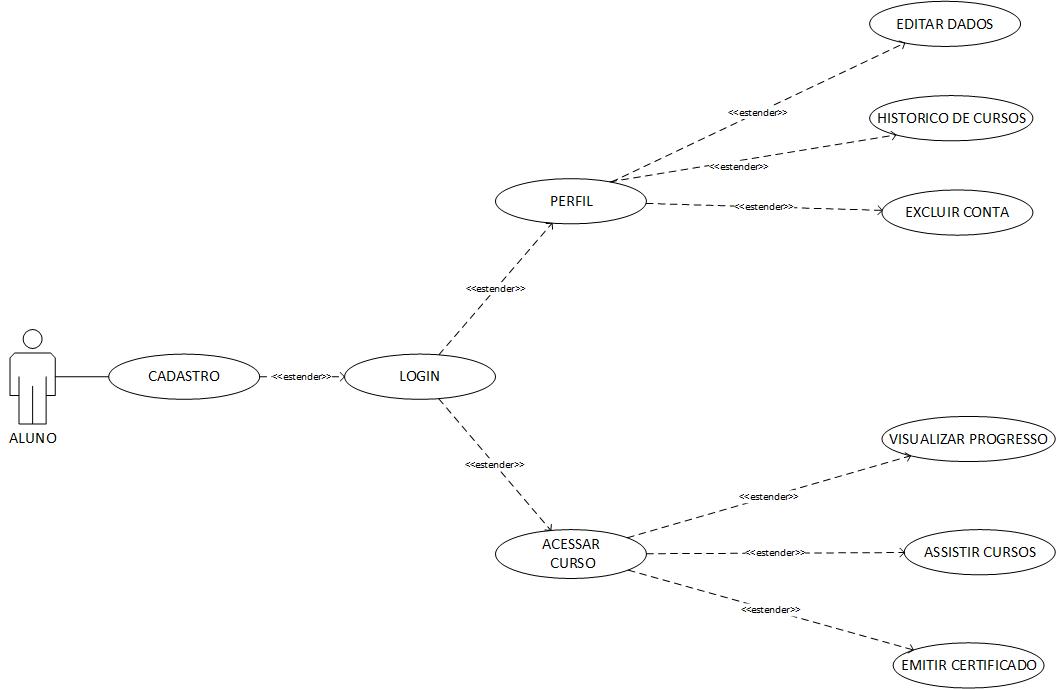 EDITAR DADOS
<<estender>>
HISTORICO DE CURSOS
<<estender>>
PERFIL
<<estender>>
EXCLUIR CONTA
<<estender>>
ALUNO
CADASTRO
<<estender>>
LOGIN
<<estender>>
VISUALIZAR PROGRESSO
<<estender>>
ACESSAR
CURSO
<<estender>>
ASSISTIR CURSOS
<<estender>>
EMITIR CERTIFICADO